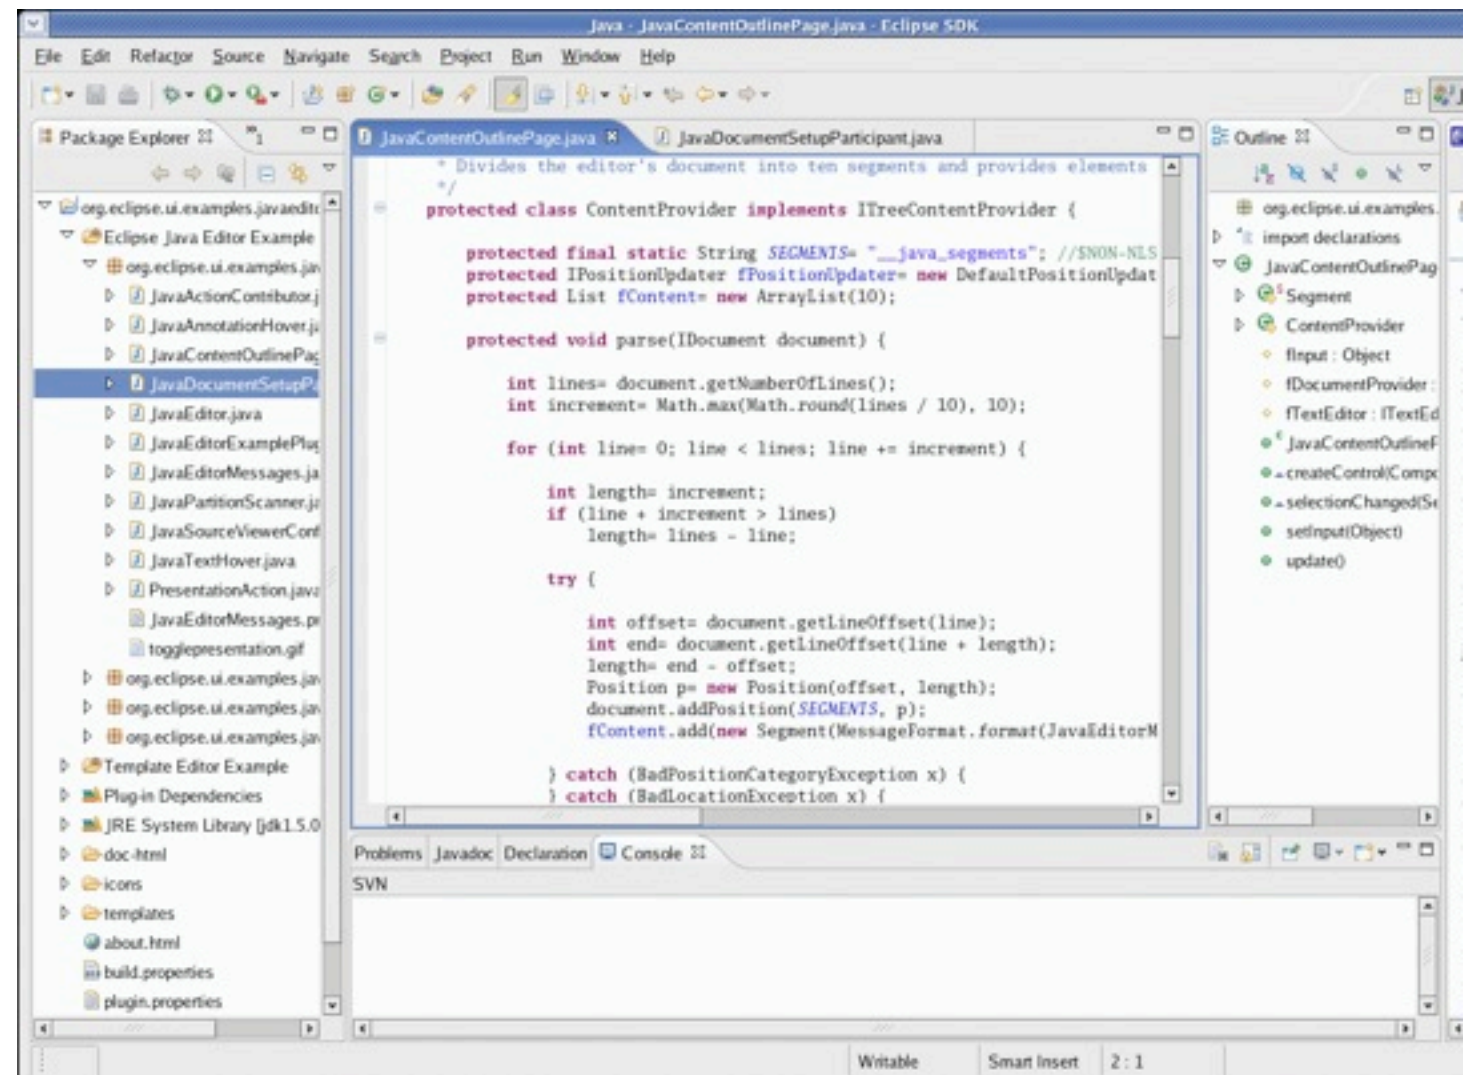 Java - JavaContentOutlinePage.java - Eclipse SDK
File Edit Refactor Source Navigate Search Project Run Window Help
Package Explorer
1
org.eclipse.ui.examples.javaedito
Eclipse Java Editor Example
org.eclipse.ui.examples.jav
JavaActionContributor.j
JavaAnnotationHover.ja
JavaContentOutlinePag
JavaDocumentSetupPa
JavaEditor.java
JavaEditorExamplePlug
JavaEditorMessages.ja
JavaPartitionScanner.ja
JavaSourceViewerConf
JavaTextHover.java
PresentationAction.java
JavaEditorMessages.pr
togglepresentation.gif
org.eclipse.ui.examples.jav
org.eclipse.ui.examples.jav
org.eclipse.ui.examples.jav
Template Editor Example
Plug-in Dependencies
JRE System Library [jdk1.5.0
doc-html
icons
templates
about.html
build.properties
plugin.properties
JavaContentOutlinePage.java JavaDocumentSetupParticipant.java
* Divides the editor's document into ten segments and provides elements
*/
protected class ContentProvider implements ITreeContentProvider {
protected final static String SEGMENTS= "__java_segments"; //$NON-NLS
protected IPositionUpdater fPositionUpdater= new DefaultPositionUpdat
protected List fContent= new ArrayList(10);
protected void parse(IDocument document) {
int lines= document.getNumberOfLines();
int increment= Math.max(Math.round(lines / 10), 10);
for (int line= 0; line < lines; line += increment) {
int length= increment;
if (line + increment > lines)
length= lines - line;
try {
int offset= document.getLineOffset(line);
int end= document.getLineOffset(line + length);
length= end - offset;
Position p= new Position(offset, length);
document.addPosition(SEGMENTS, p);
fContent.add(new Segment(MessageFormat.format(JavaEditorM
} catch (BadPositionCategoryException x) {
} catch (BadLocationException x) {
Outline
org.eclipse.ui.examples.
import declarations
JavaContentOutlinePag
Segment
ContentProvider
fInput : Object
fDocumentProvider :
fTextEditor : ITextEd
JavaContentOutlineP
createControl(Compo
selectionChanged(Se
setInput(Object)
update()
Problems Javadoc Declaration Console
SVN
Writable Smart Insert 2 : 1